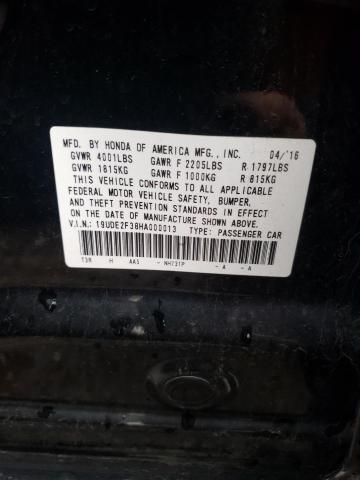 MFD. BY HONDA OF AMERICA MFG., INC. 04/'16
GVWR 4001LBS GAWR F 2205LBS R 1797LBS
GVWR 1815KG GAWR F 1000KG R 815KG
THIS VEHICLE CONFORMS TO ALL APPLICABLE
FEDERAL MOTOR VEHICLE SAFETY, BUMPER,
AND THEFT PREVENTION STANDARDS IN EFFECT
ON THE DATE OF MANUFACTURE SHOWN ABOVE.
V.I.N.: 19UDE2F38HA000013 TYPE: PASSENGER CAR
T3R H AA5 - NH731P - A - A